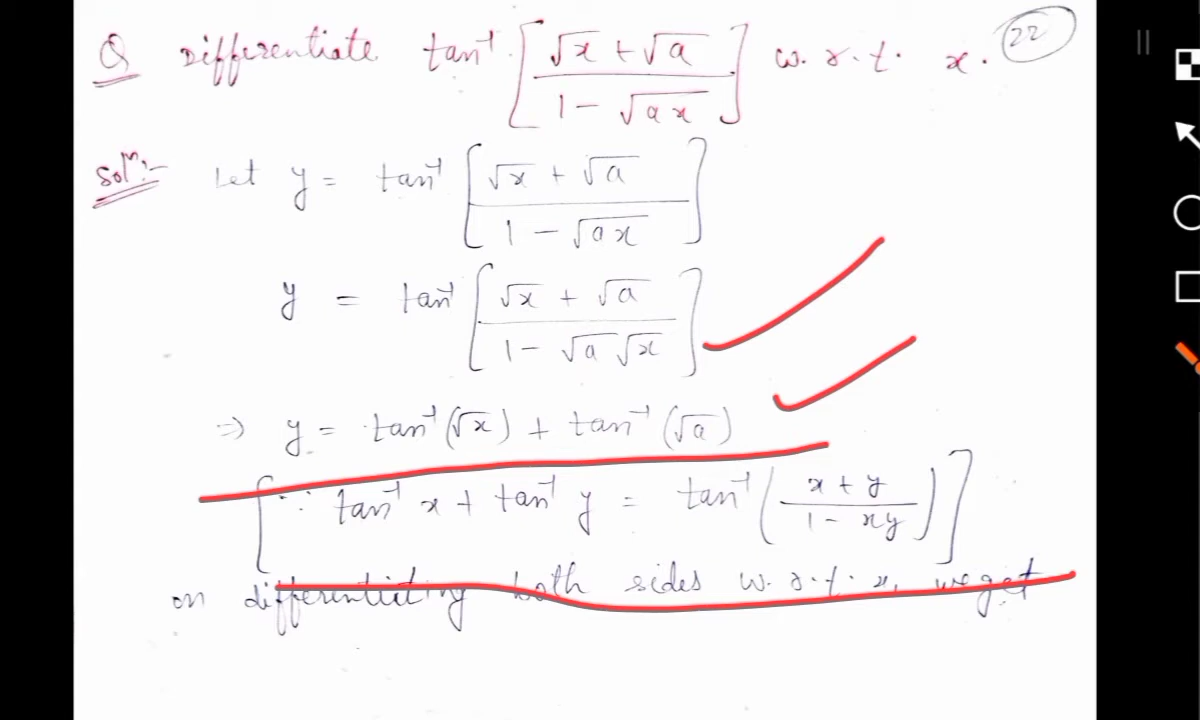 Q Differentiate tan⁻¹ [ (√x + √a) / (1 - √ax) ] w.r.t. x. 22
Solⁿ:- Let y = tan⁻¹ [ (√x + √a) / (1 - √ax) ]
y = tan⁻¹ [ (√x + √a) / (1 - √a √x) ]
⇒ y = tan⁻¹(√x) + tan⁻¹(√a)
[ ∵ tan⁻¹ x + tan⁻¹ y = tan⁻¹ ( (x + y) / (1 - xy) ) ]
on differentiating both sides w.r.t. x, we get